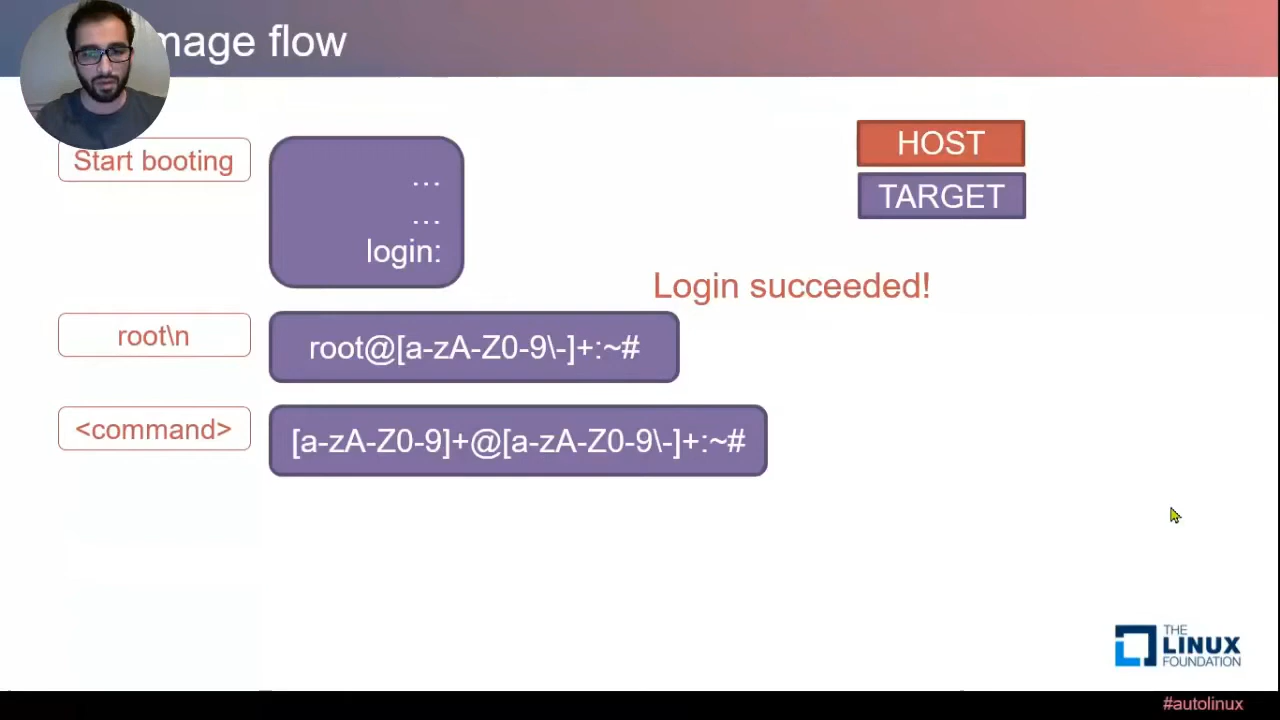 mage flow
Start booting
...
...
login:
HOST
TARGET
Login succeeded!
root\n
root@[a-zA-Z0-9\-]+:~#
<command>
[a-zA-Z0-9]+@[a-zA-Z0-9\-]+:~#
THE
LINUX
FOUNDATION
#autolinux